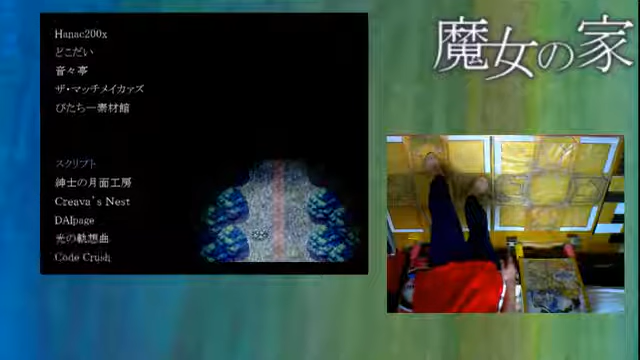 Hanac200x
どこだい
音々亭
ザ・マッチメイカァズ
ぴたちー素材館
スクリプト
紳士の月面工房
Creava's Nest
DAIpage
光の軌想曲
Code Crush
魔女の家